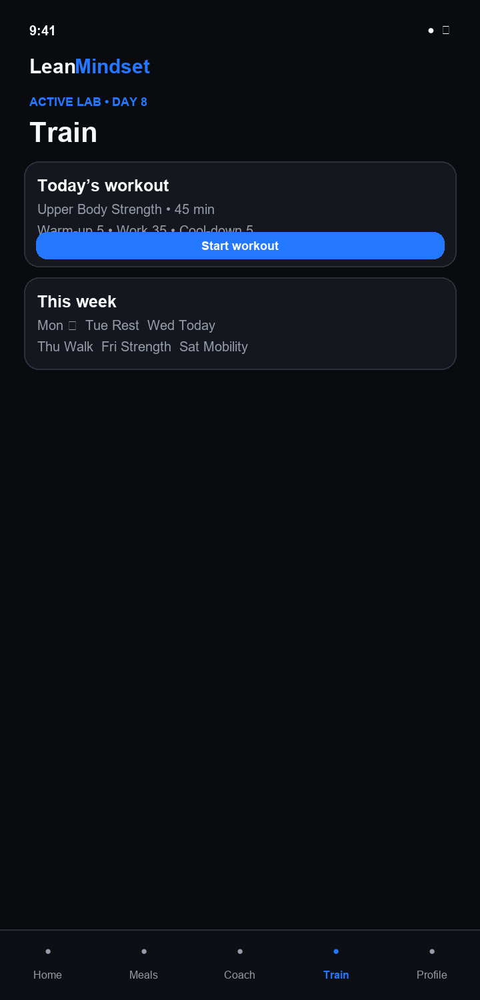 9:41
LeanMindset
ACTIVE LAB • DAY 8
Train
Today’s workout
Upper Body Strength • 45 min
Warm-up 5 • Work 35 • Cool-down 5
Start workout
This week
Mon Tue Rest Wed Today
Thu Walk Fri Strength Sat Mobility
Home Meals Coach Train Profile